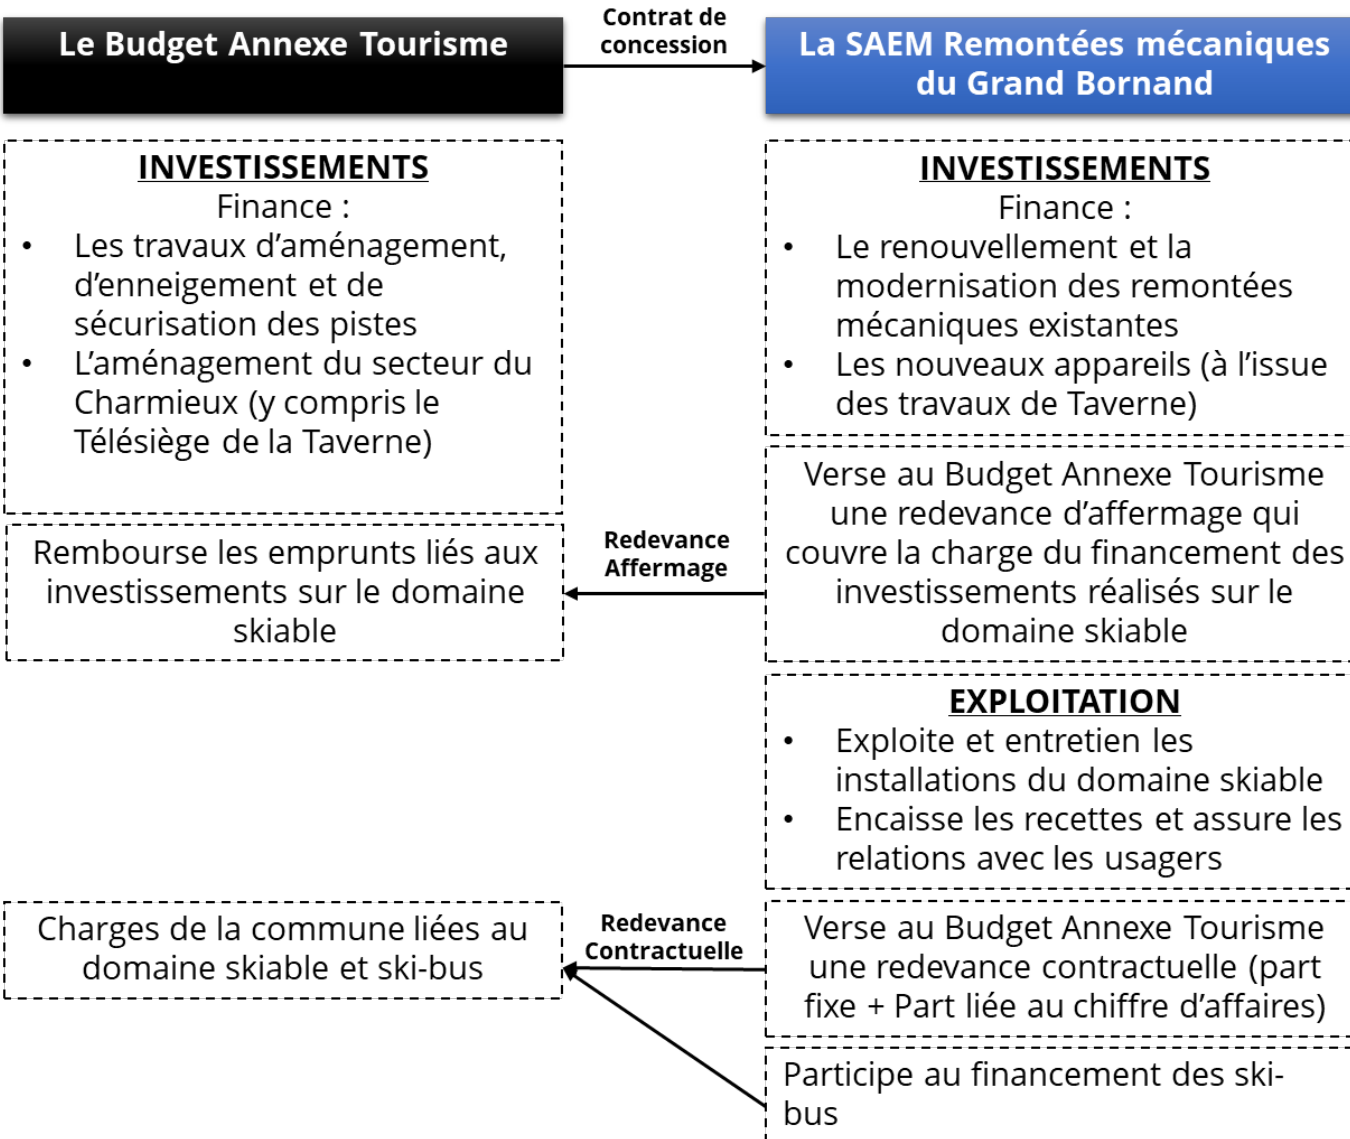 Le Budget Annexe Tourisme
Contrat de
concession
La SAEM Remontées mécaniques
du Grand Bornand
INVESTISSEMENTS
Finance :
• Les travaux d’aménagement,
d’enneigement et de
sécurisation des pistes
• L’aménagement du secteur du
Charmieux (y compris le
Télésiège de la Taverne)
INVESTISSEMENTS
Finance :
• Le renouvellement et la
modernisation des remontées
mécaniques existantes
• Les nouveaux appareils (à l’issue
des travaux de Taverne)
Rembourse les emprunts liés aux
investissements sur le domaine
skiable
Redevance
Affermage
Verse au Budget Annexe Tourisme
une redevance d’affermage qui
couvre la charge du financement des
investissements réalisés sur le
domaine skiable
EXPLOITATION
• Exploite et entretien les
installations du domaine skiable
• Encaisse les recettes et assure les
relations avec les usagers
Charges de la commune liées au
domaine skiable et ski-bus
Redevance
Contractuelle
Verse au Budget Annexe Tourisme
une redevance contractuelle (part
fixe + Part liée au chiffre d’affaires)
Participe au financement des ski-
bus